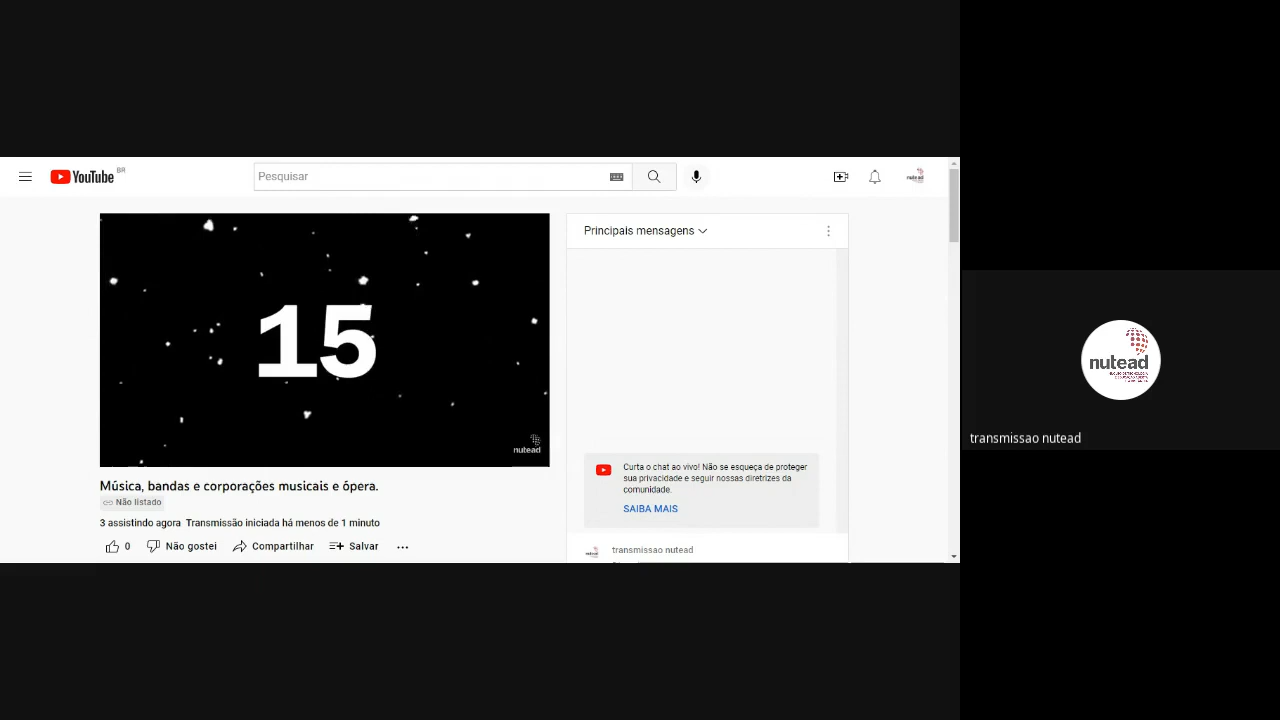 YouTube BR
Pesquisar
nutead
15
nutead
Música, bandas e corporações musicais e ópera.
Não listado
3 assistindo agora Transmissão iniciada há menos de 1 minuto
0 Não gostei Compartilhar Salvar
Principais mensagens
Curta o chat ao vivo! Não se esqueça de proteger
sua privacidade e seguir nossas diretrizes da
comunidade.
SAIBA MAIS
transmissao nutead
nutead
transmissao nutead